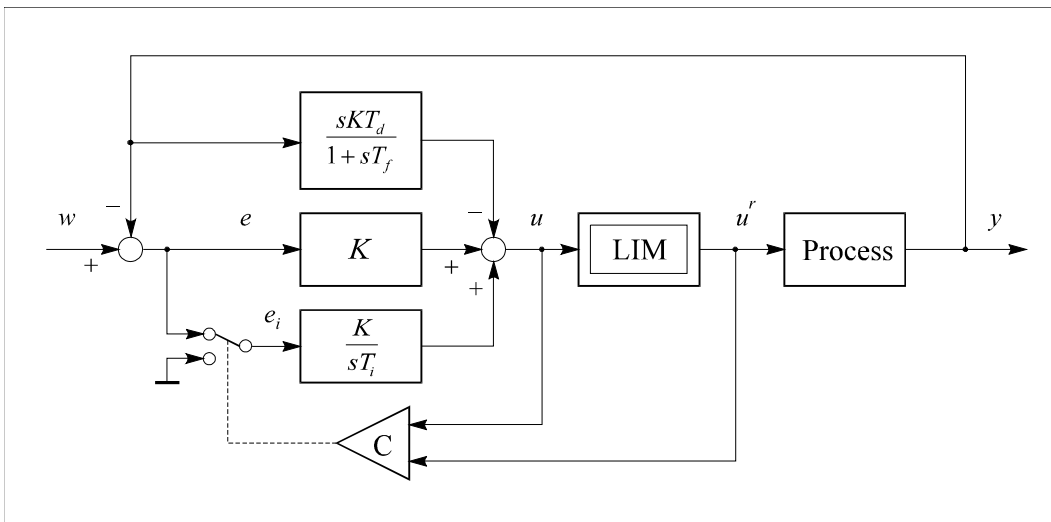 sKT_d
1 + sT_f
w
−
+
e
K
+
−
+
u
LIM
u^r
Process
y
e_i
K
sT_i
C